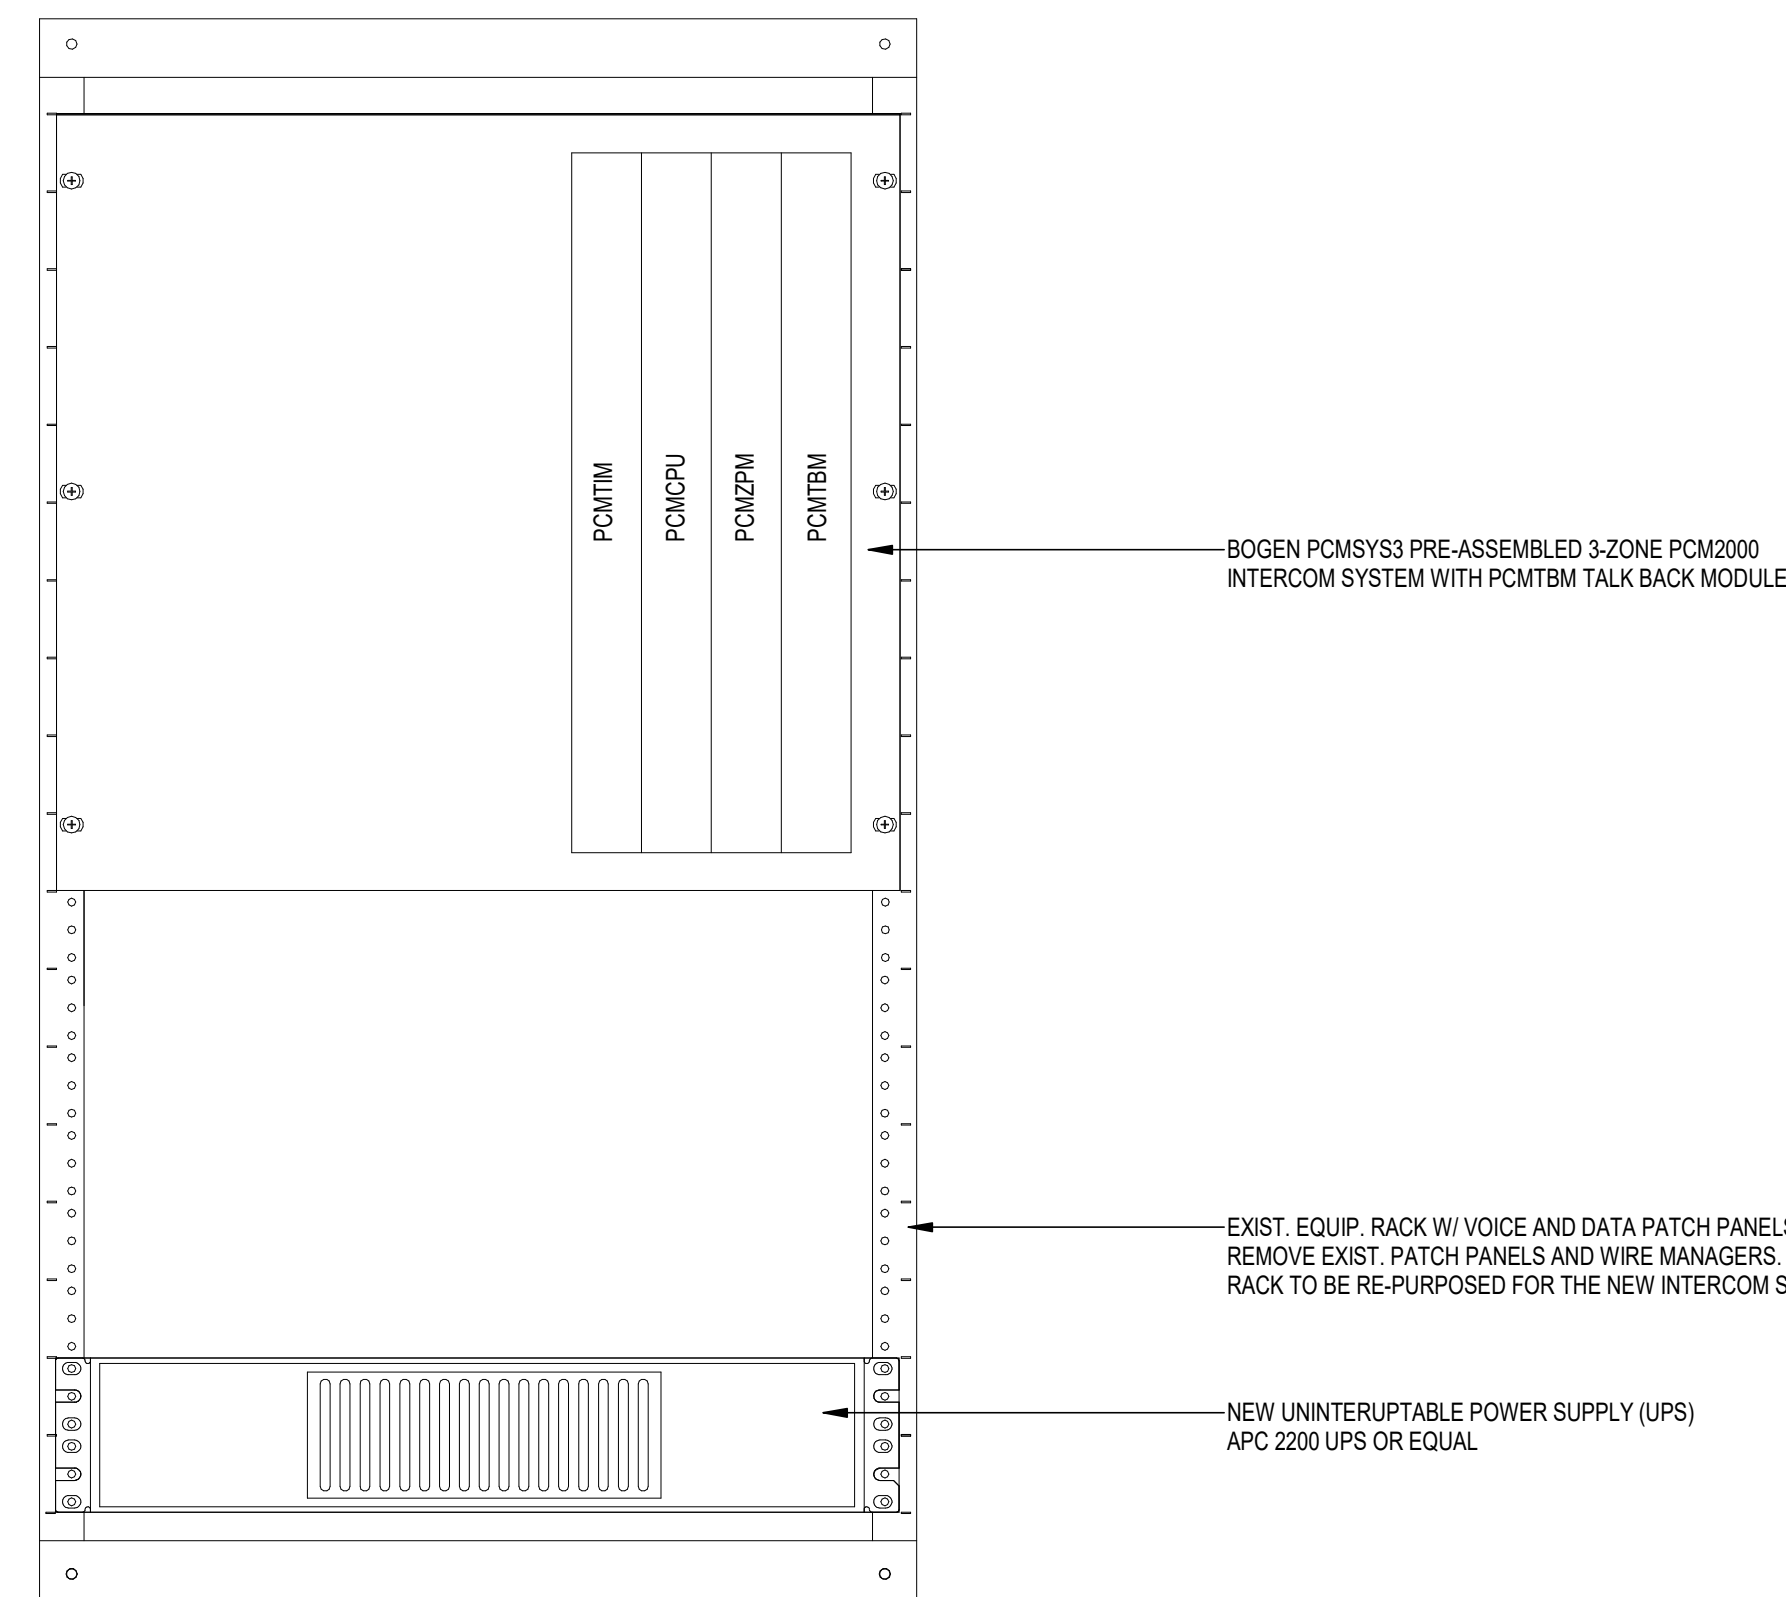 PCMTIM
PCMCPU
PCMZPM
PCMTBM
BOGEN PCMSYS3 PRE-ASSEMBLED 3-ZONE PCM2000
INTERCOM SYSTEM WITH PCMTBM TALK BACK MODULE
EXIST. EQUIP. RACK W/ VOICE AND DATA PATCH PANELS
REMOVE EXIST. PATCH PANELS AND WIRE MANAGERS.
RACK TO BE RE-PURPOSED FOR THE NEW INTERCOM S
NEW UNINTERUPTABLE POWER SUPPLY (UPS)
APC 2200 UPS OR EQUAL